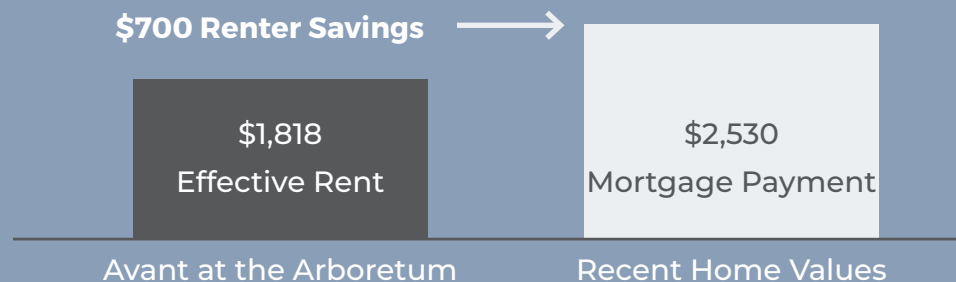 $700 Renter Savings
$1,818
Effective Rent
$2,530
Mortgage Payment
Avant at the Arboretum
Recent Home Values